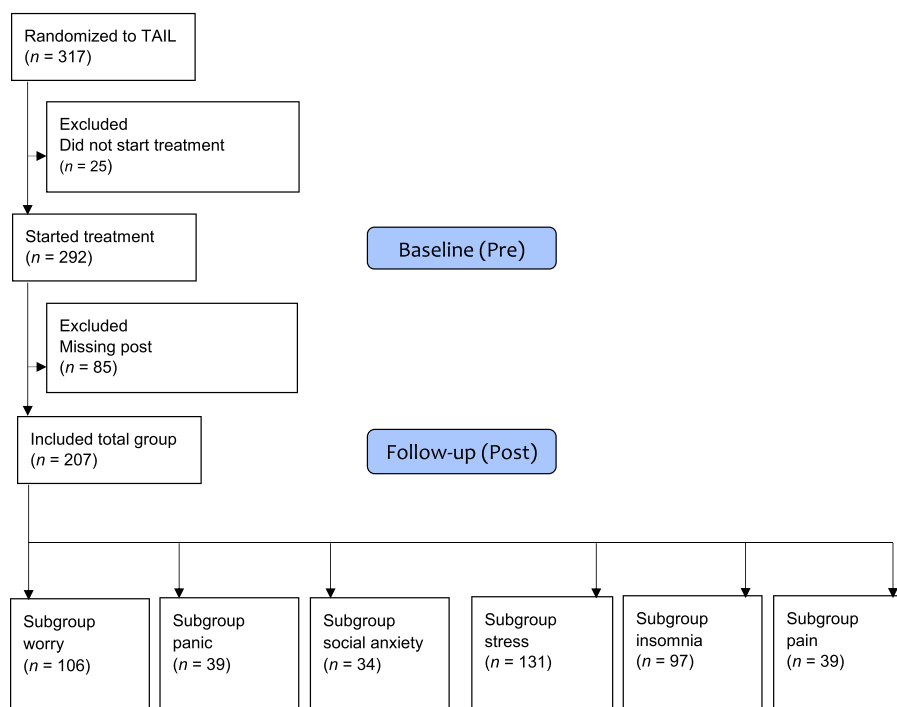 Randomized to TAIL
(n = 317)
Excluded
Did not start treatment
(n = 25)
Started treatment
(n = 292)
Baseline (Pre)
Excluded
Missing post
(n = 85)
Included total group
(n = 207)
Follow-up (Post)
Subgroup
worry
(n = 106)
Subgroup
panic
(n = 39)
Subgroup
social anxiety
(n = 34)
Subgroup
stress
(n = 131)
Subgroup
insomnia
(n = 97)
Subgroup
pain
(n = 39)